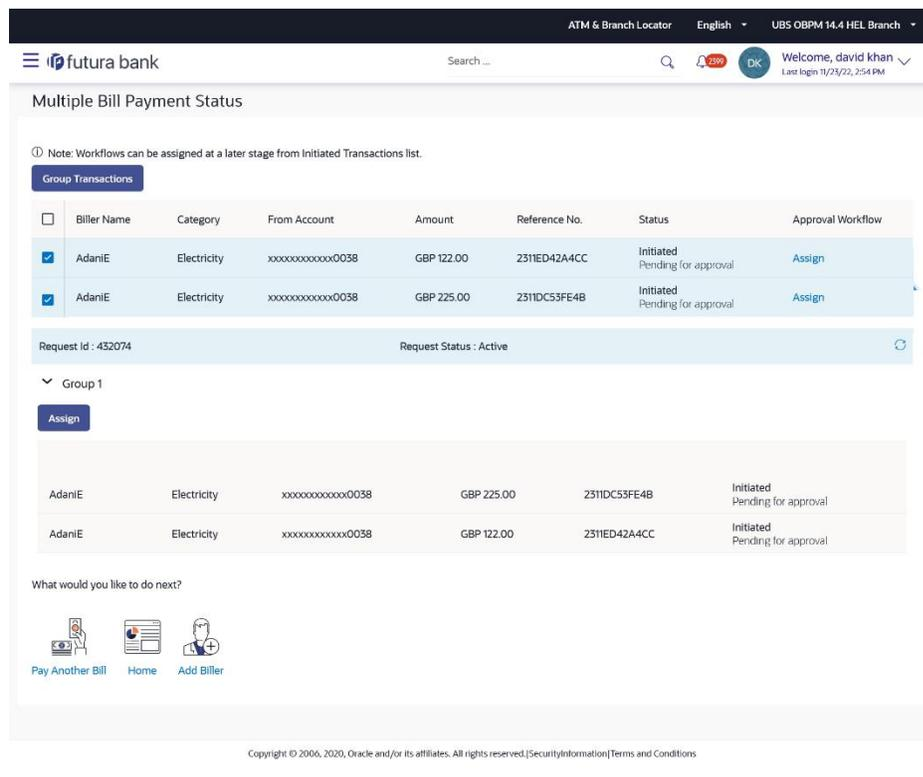 ATM & Branch Locator English UBS OBPM 14.4 HEL Branch
futura bank Search ... 2399 DK Welcome, david khan
Last login 11/23/22, 2:54 PM
Multiple Bill Payment Status
Note: Workflows can be assigned at a later stage from Initiated Transactions list.
Group Transactions
Biller Name Category From Account Amount Reference No. Status Approval Workflow
AdaniE Electricity xxxxxxxxxxxx0038 GBP 122.00 2311ED42A4CC Initiated Assign
Pending for approval
AdaniE Electricity xxxxxxxxxxxx0038 GBP 225.00 2311DC53FE4B Initiated Assign
Pending for approval
Request Id : 432074 Request Status : Active
Group 1
Assign
AdaniE Electricity xxxxxxxxxxxx0038 GBP 225.00 2311DC53FE4B Initiated
Pending for approval
AdaniE Electricity xxxxxxxxxxxx0038 GBP 122.00 2311ED42A4CC Initiated
Pending for approval
What would you like to do next?
Pay Another Bill Home Add Biller
Copyright © 2006, 2020, Oracle and/or its affiliates. All rights reserved.|SecurityInformation|Terms and Conditions